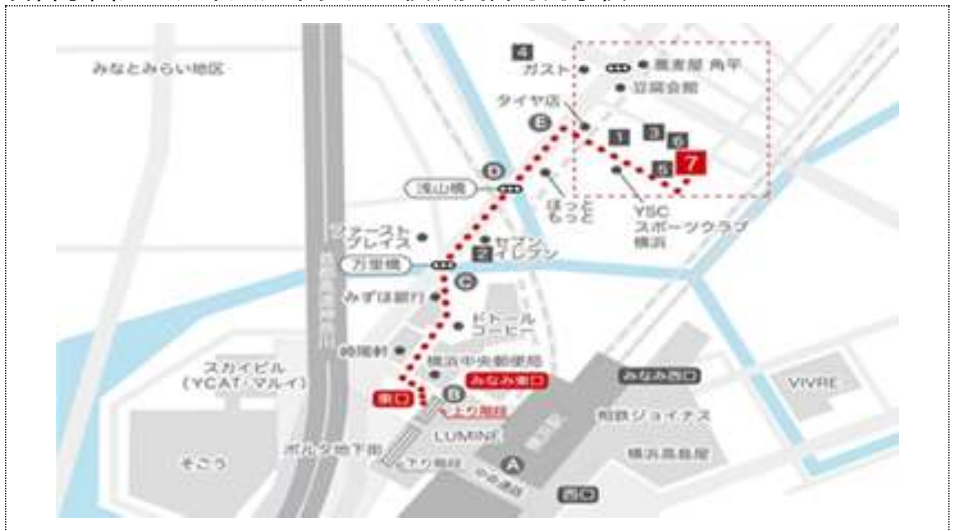 みなとみらい地区
4
ガスト
蕎麦屋 角平
豆腐会館
タイヤ店
E
1
3
6
7
5
D
浅山橋
ほっと
もっと
YSC
スポーツクラブ
横浜
ファースト
プレイス
セブン
イレブン
2
万里橋
C
みずほ銀行
ドトール
コーヒー
崎陽軒
横浜中央郵便局
スカイビル
(YCAT・マルイ)
みなみ東口
みなみ西口
VIVRE
東口
B
上り階段
相鉄ジョイナス
LUMINE
ポルタ地下街
横浜高島屋
そごう
下り階段
A
中央通路
西口